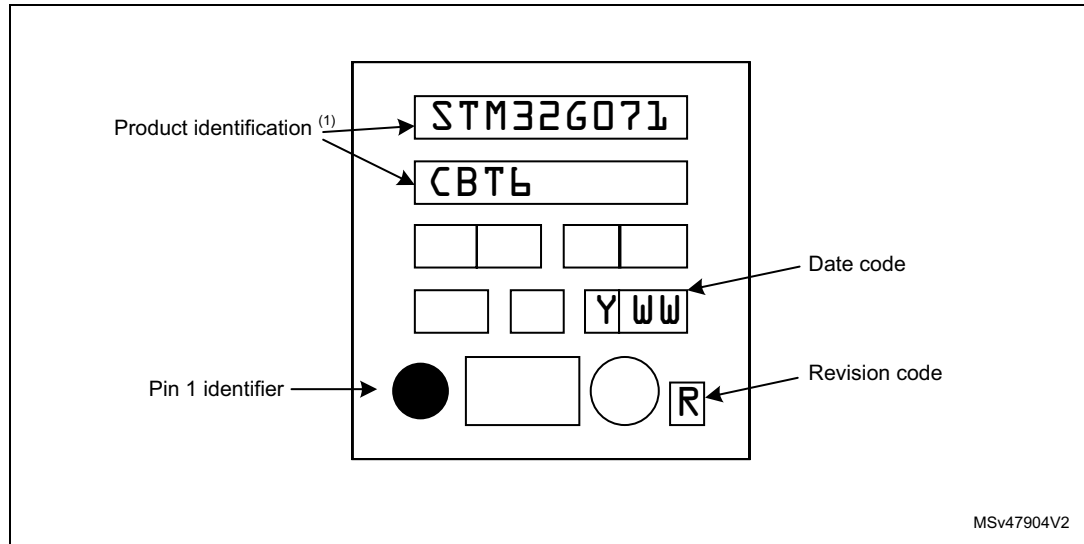 STM32G071
Product identification (1)
CBT6
Date code
Y WW
Pin 1 identifier
Revision code
R
MSv47904V2